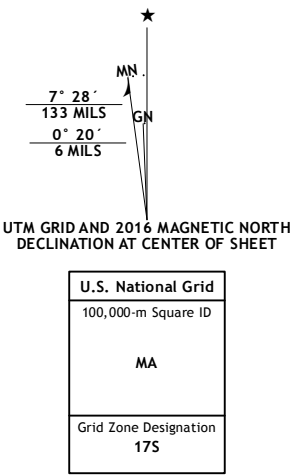 ★
MN
7° 28´
133 MILS
GN
0° 20´
6 MILS
UTM GRID AND 2016 MAGNETIC NORTH
DECLINATION AT CENTER OF SHEET
U.S. National Grid
100,000-m Square ID
MA
Grid Zone Designation
17S